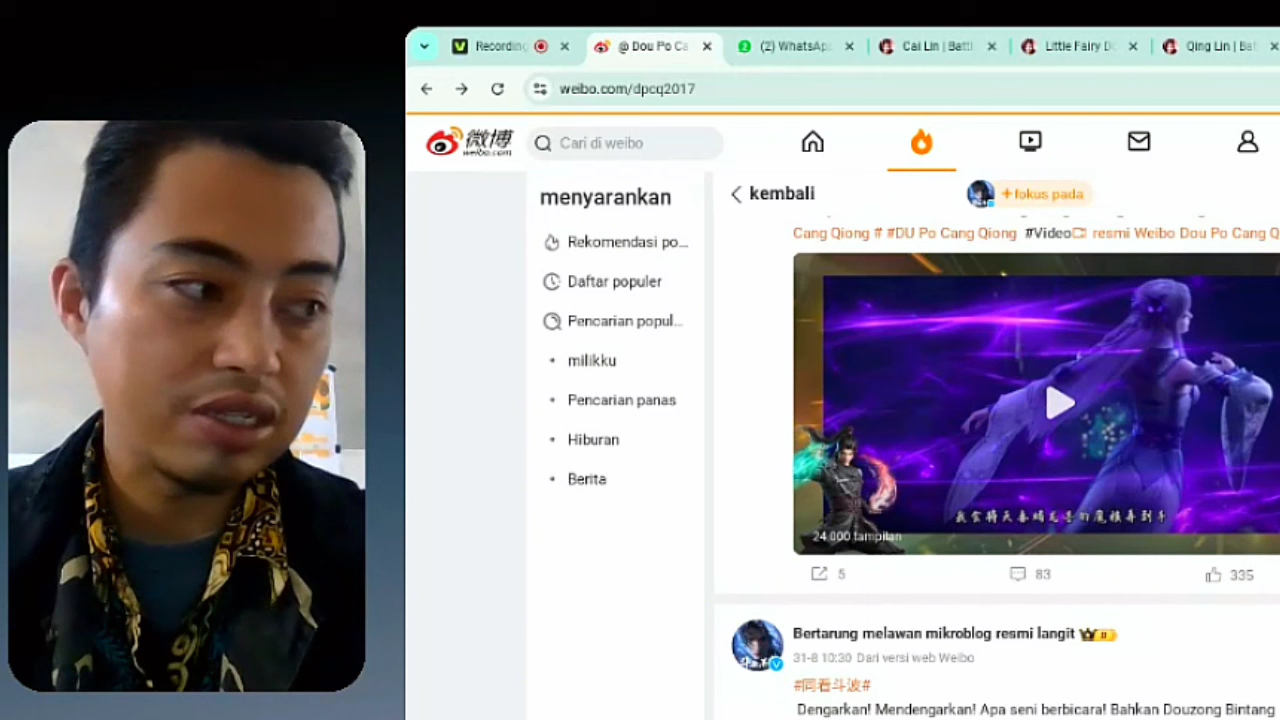 Recording
@ Dou Po Ca
(2) WhatsAp
Cai Lin | Battl
Little Fairy D
Qing Lin | Bat
weibo.com/dpcq2017
微博
weibo.com
Cari di weibo
menyarankan
Rekomendasi po...
Daftar populer
Pencarian popul...
milikku
Pencarian panas
Hiburan
Berita
kembali
+fokus pada
Cang Qiong # #DU Po Cang Qiong #Video resmi Weibo Dou Po Cang Q
24.000 tampilan
5
83
335
Bertarung melawan mikroblog resmi langit
31-8 10:30 Dari versi web Weibo
#同看斗波#
Dengarkan! Mendengarkan! Apa seni berbicara! Bahkan Douzong Bintang